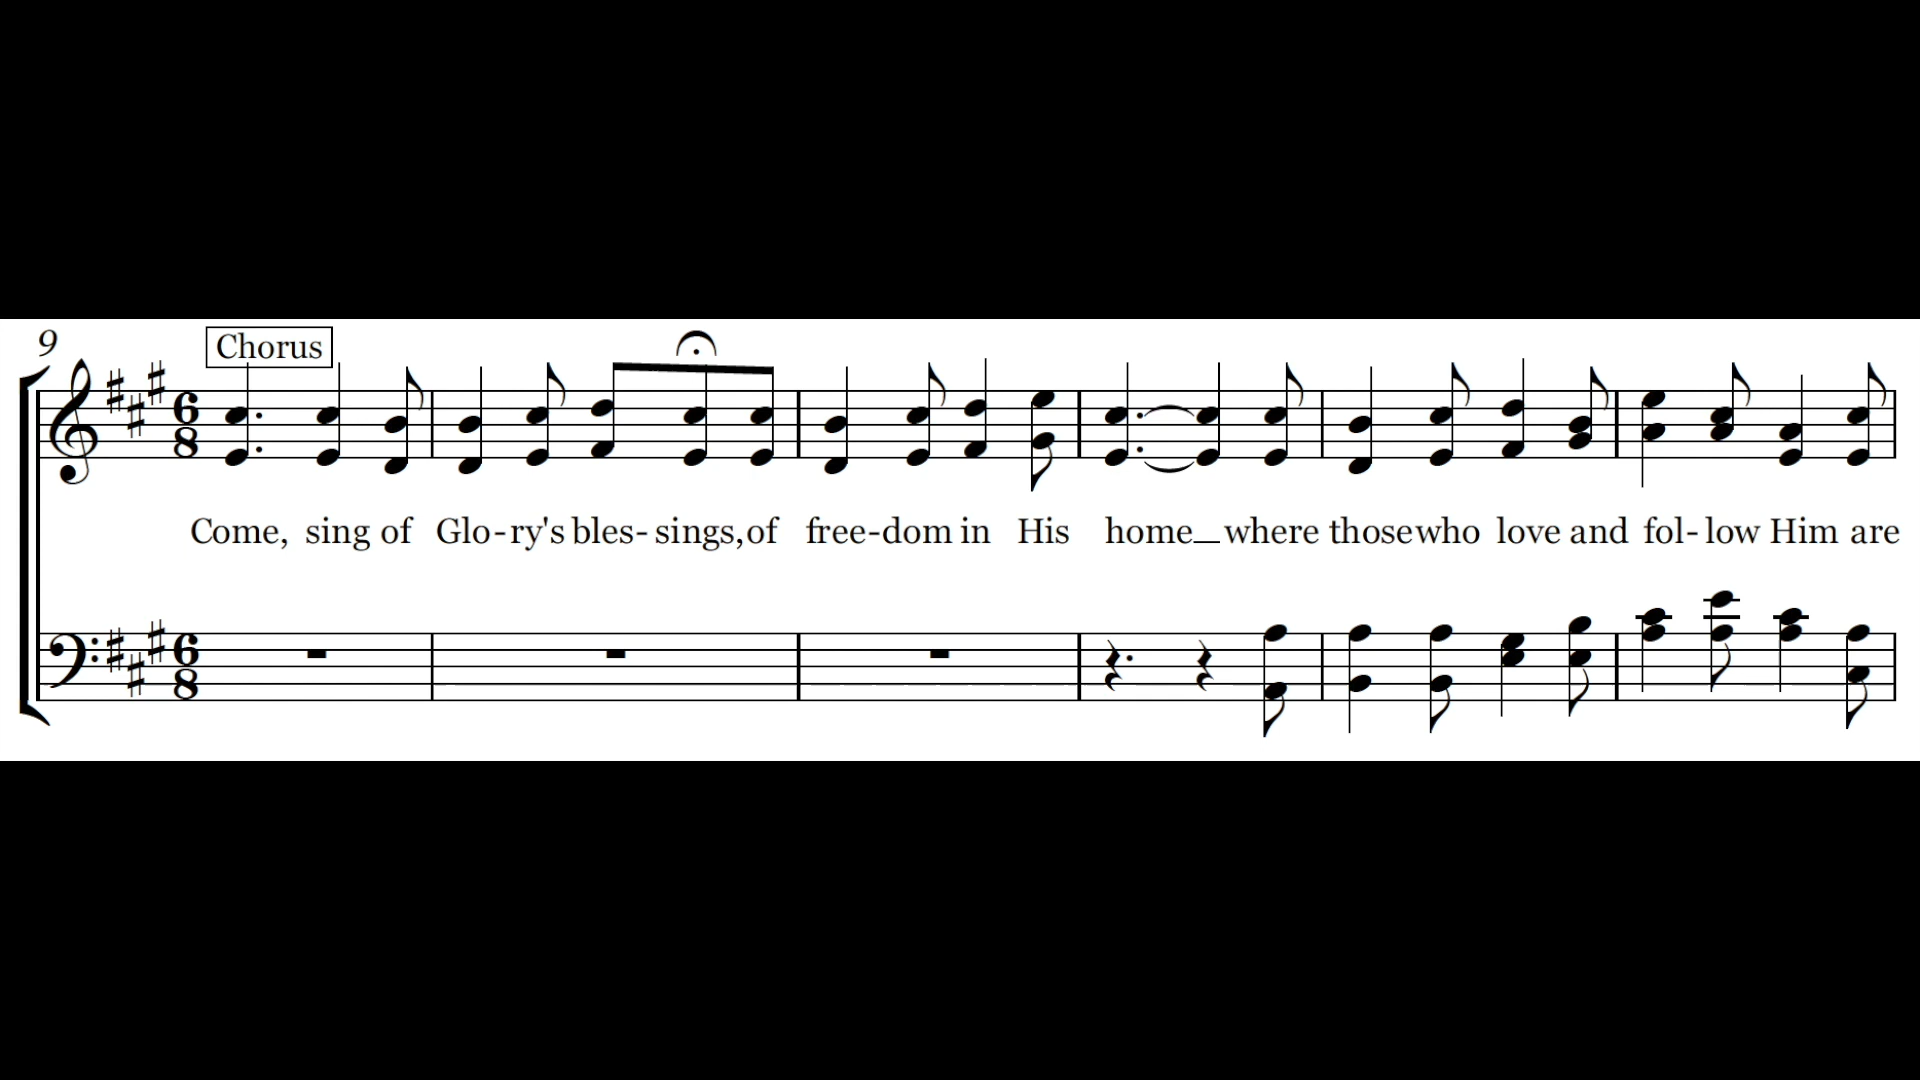 9
Chorus
6
8
Come, sing of Glo-ry's bles-sings, of free-dom in His home_ where those who love and fol-low Him are
6
8